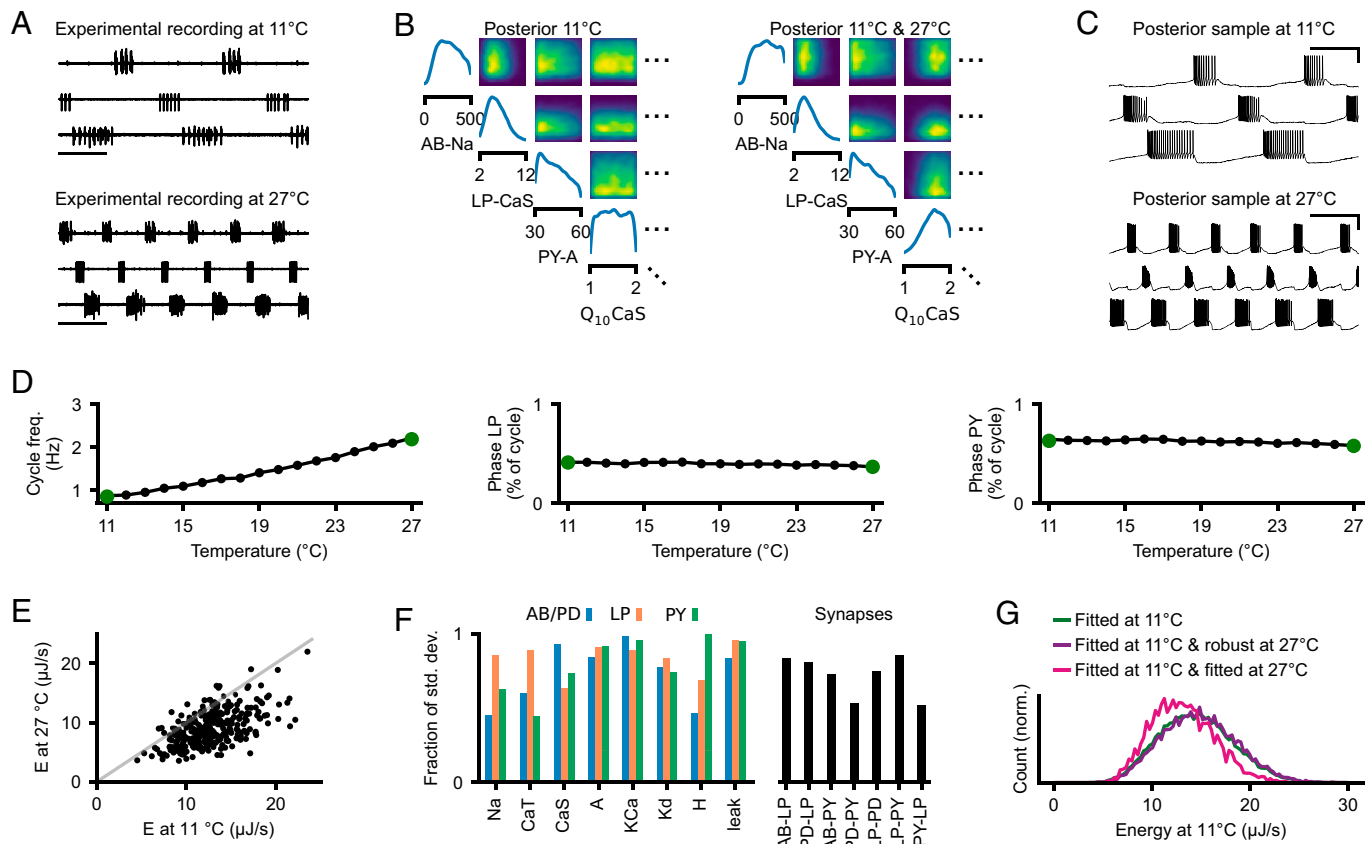 A
Experimental recording at 11°C
Experimental recording at 27°C
B
Posterior 11°C
0 500
AB-Na
2 12
LP-CaS
30 60
PY-A
1 2
Q10CaS
Posterior 11°C & 27°C
0 500
AB-Na
2 12
LP-CaS
30 60
PY-A
1 2
Q10CaS
C
Posterior sample at 11°C
Posterior sample at 27°C
D
Cycle freq.
(Hz)
3
2
1
11 15 19 23 27
Temperature (°C)
Phase LP
(% of cycle)
1
0
11 15 19 23 27
Temperature (°C)
Phase PY
(% of cycle)
1
0
11 15 19 23 27
Temperature (°C)
E
E at 27 °C (µJ/s)
20
10
0
0 10 20
E at 11 °C (µJ/s)
F
AB/PD LP PY
Fraction of std. dev.
1
0
Na CaT CaS A KCa Kd H leak
Synapses
AB-LP PD-LP AB-PY PD-PY LP-PD LP-PY PY-LP
G
Fitted at 11°C
Fitted at 11°C & robust at 27°C
Fitted at 11°C & fitted at 27°C
Count (norm.)
0 10 20 30
Energy at 11°C (µJ/s)